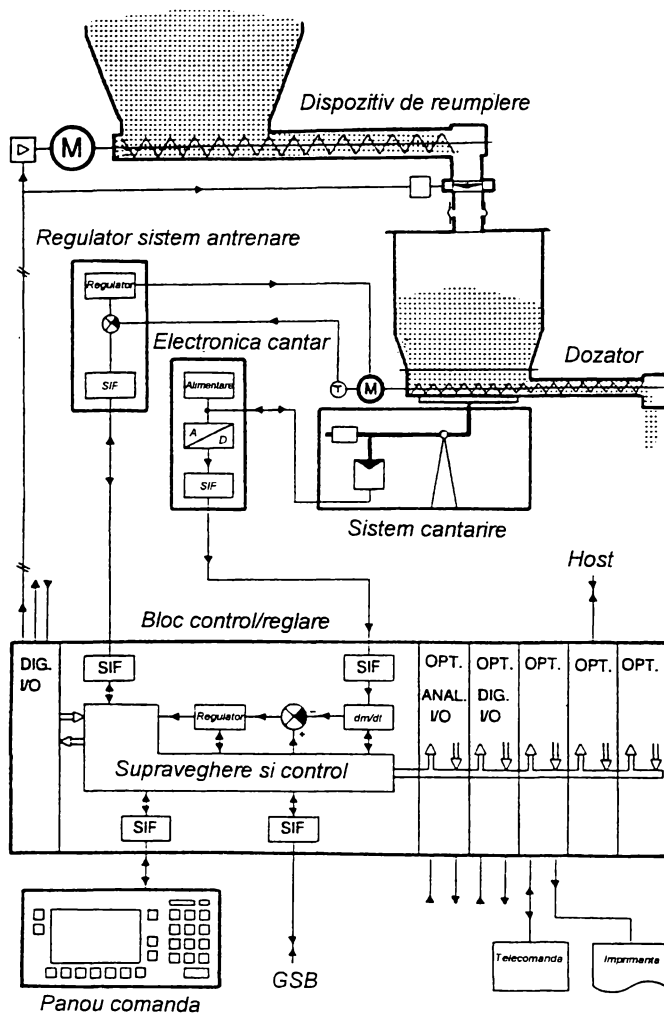 Dispozitiv de reumplere
M
Regulator sistem antrenare
Regulator
Electronica cantar
Dozator
SIF
Alimentare
T
M
A
D
SIF
Sistem cantarire
Host
Bloc control/reglare
DIG.
I/O
SIF
SIF
OPT.
OPT.
OPT.
OPT.
OPT.
ANAL.
I/O
DIG.
I/O
Regulator
-
+
dm/dt
Supraveghere si control
SIF
SIF
Telecomanda
Imprimanta
GSB
Panou comanda